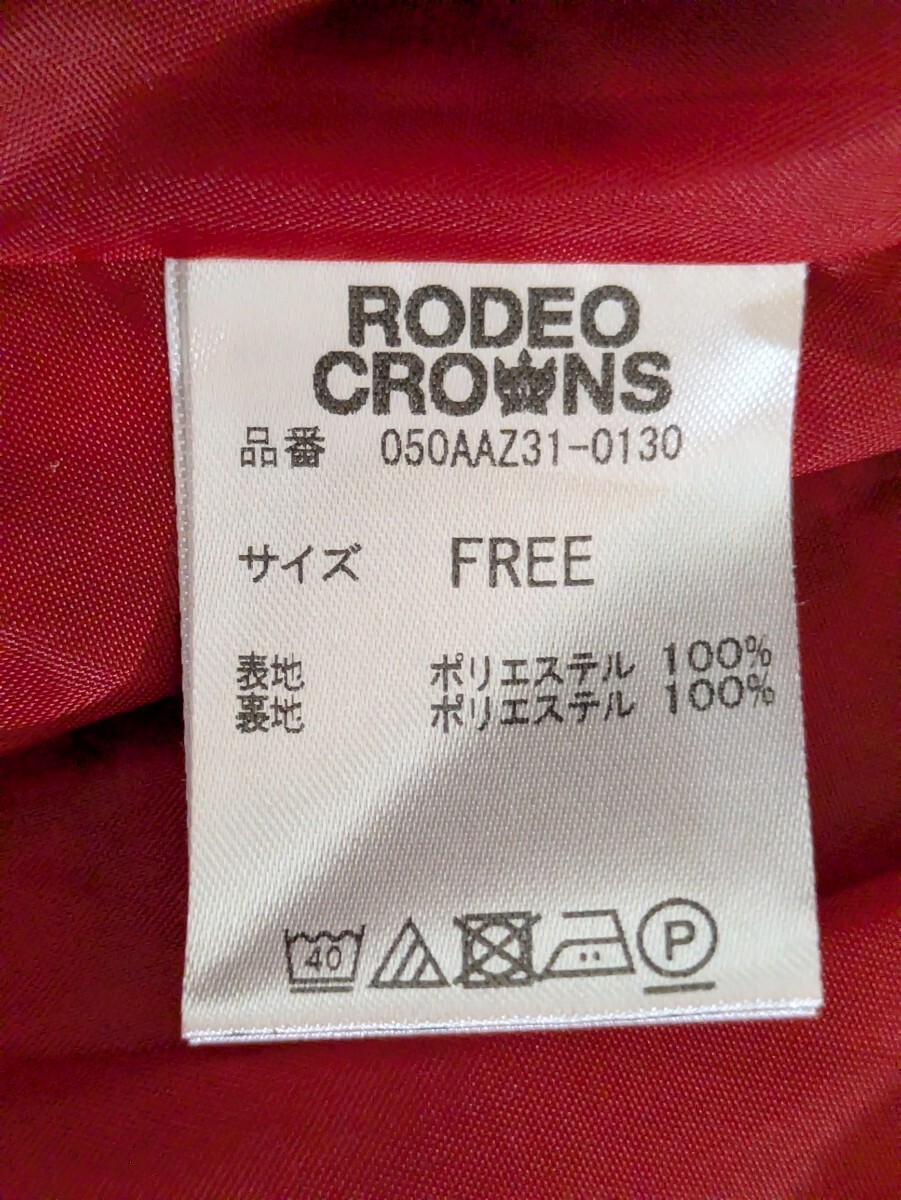 RODEO
CROWNS
品番 050AAZ31-0130
サイズ FREE
表地 ポリエステル 100%
裏地 ポリエステル 100%
40 P